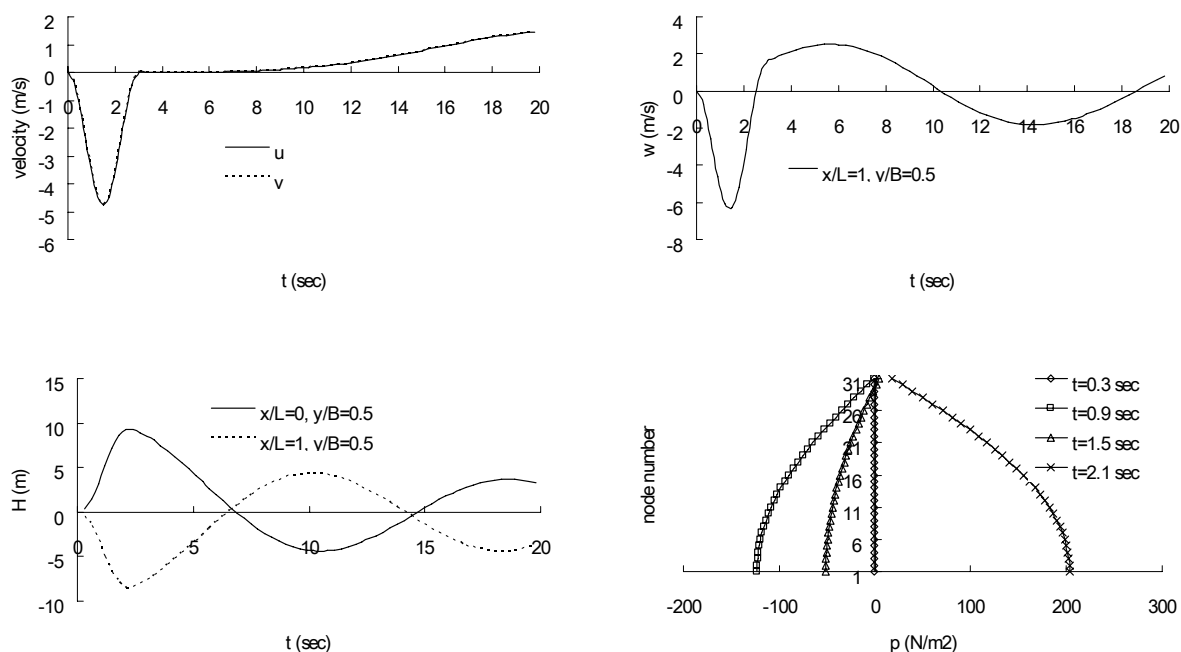 2
1
0
-1
-2
-3
-4
-5
-6
0 2 4 6 8 10 12 14 16 18 20
velocity (m/s)
u
v
t (sec)
4
2
0
-2
-4
-6
-8
0 2 4 6 8 10 12 14 16 18 20
w (m/s)
x/L=1, y/B=0.5
t (sec)
15
10
5
0
-5
-10
0 5 10 15 20
H (m)
x/L=0, y/B=0.5
x/L=1, y/B=0.5
t (sec)
31
26
21
16
11
6
1
node number
t=0.3 sec
t=0.9 sec
t=1.5 sec
t=2.1 sec
-200 -100 0 100 200 300
p (N/m2)